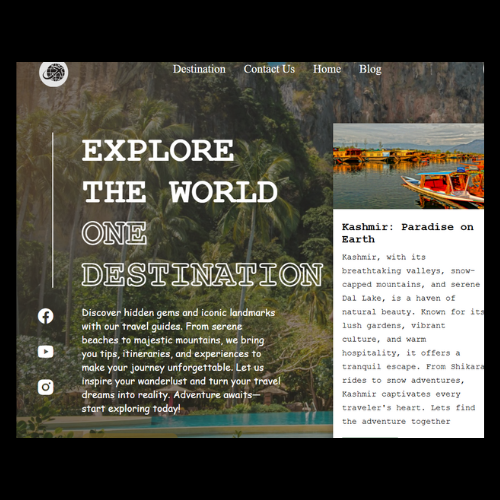 Destination Contact Us Home Blog
EXPLORE
THE WORLD
ONE
DESTINATION
Discover hidden gems and iconic landmarks
with our travel guides. From serene
beaches to majestic mountains, we bring
you tips, itineraries, and experiences to
make your journey unforgettable. Let us
inspire your wanderlust and turn your travel
dreams into reality. Adventure awaits—
start exploring today!
Kashmir: Paradise on
Earth
Kashmir, with its
breathtaking valleys, snow-
capped mountains, and serene
Dal Lake, is a haven of
natural beauty. Known for its
lush gardens, vibrant
culture, and warm
hospitality, it offers a
tranquil escape. From Shikara
rides to snow adventures,
Kashmir captivates every
traveler's heart. Lets find
the adventure together